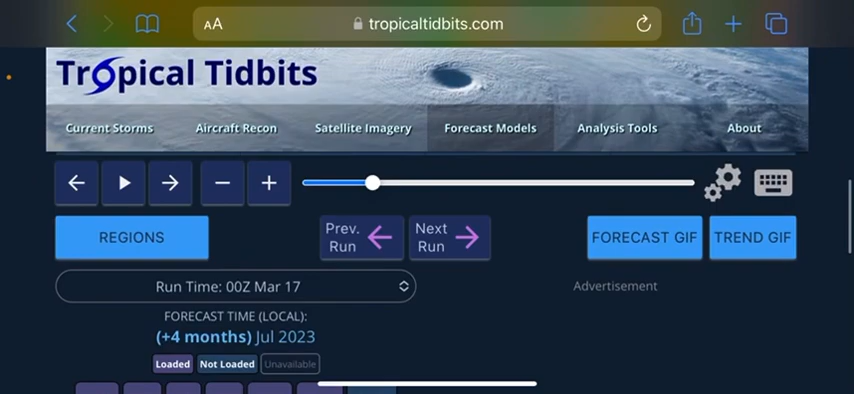 AA tropicaltidbits.com
Tropical Tidbits
Current Storms Aircraft Recon Satellite Imagery Forecast Models Analysis Tools About
REGIONS Prev. Run Next Run FORECAST GIF TREND GIF
Run Time: 00Z Mar 17
Advertisement
FORECAST TIME (LOCAL):
(+4 months) Jul 2023
Loaded Not Loaded Unavailable